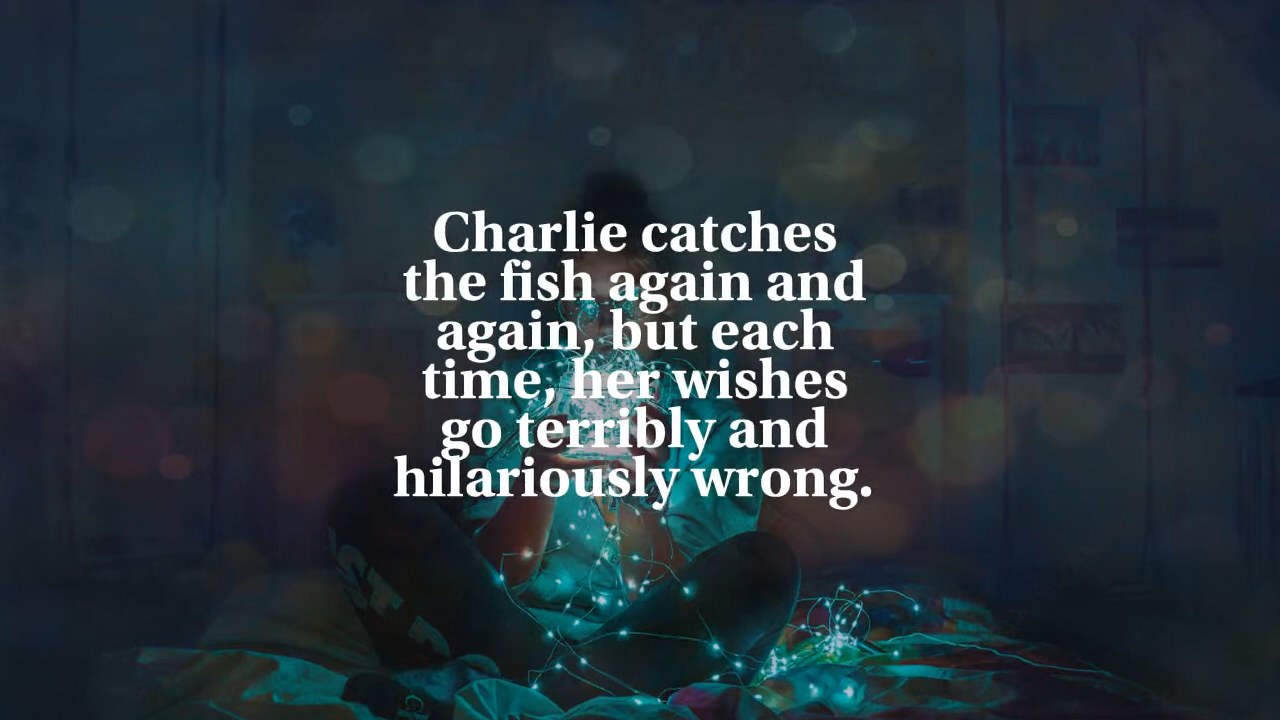 Charlie catches
the fish again and
again, but each
time, her wishes
go terribly and
hilariously wrong.